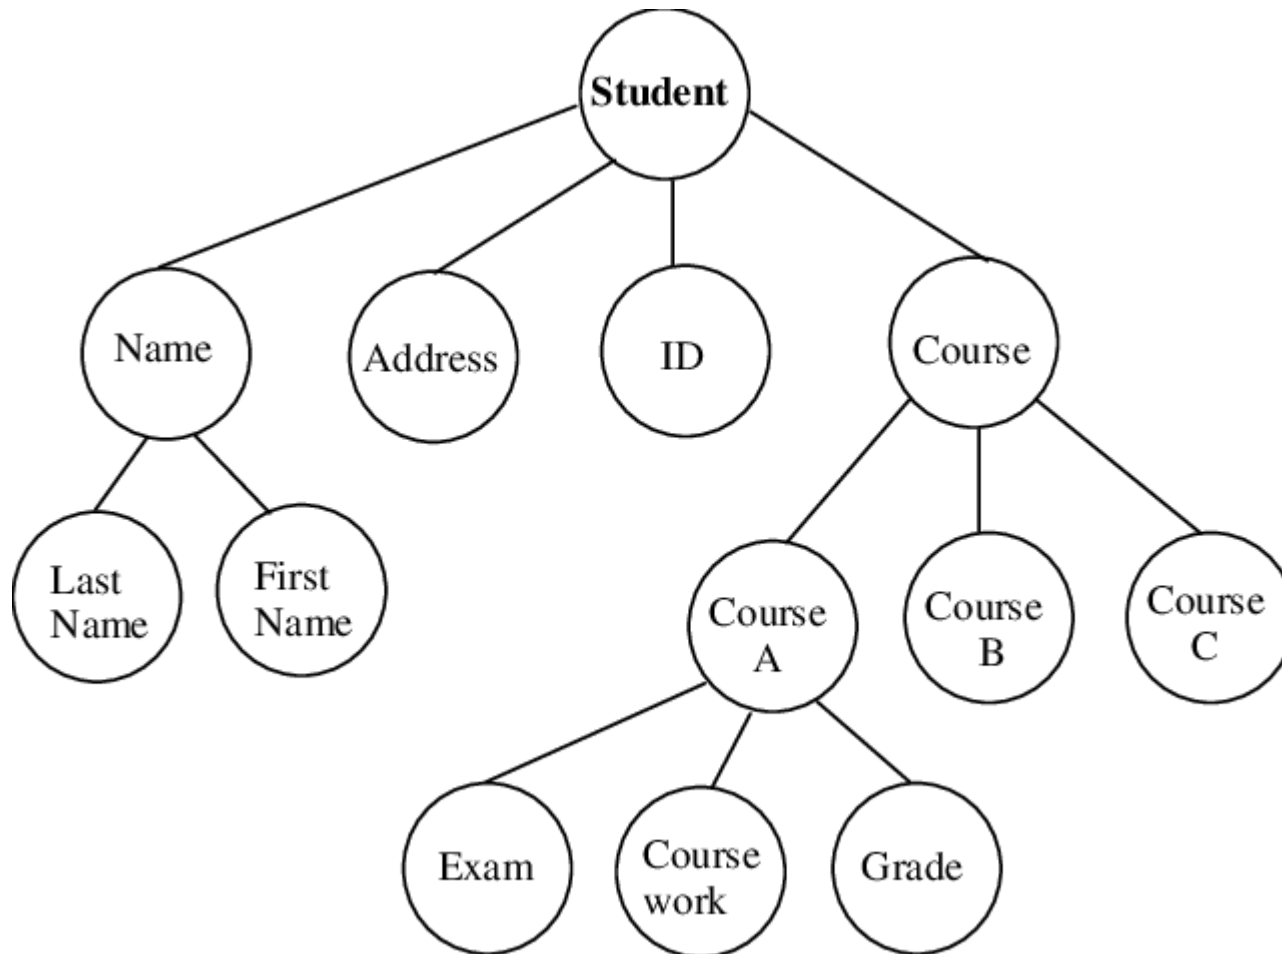 Student
Name
Address
ID
Course
Last
Name
First
Name
Course
A
Course
B
Course
C
Exam
Course
work
Grade